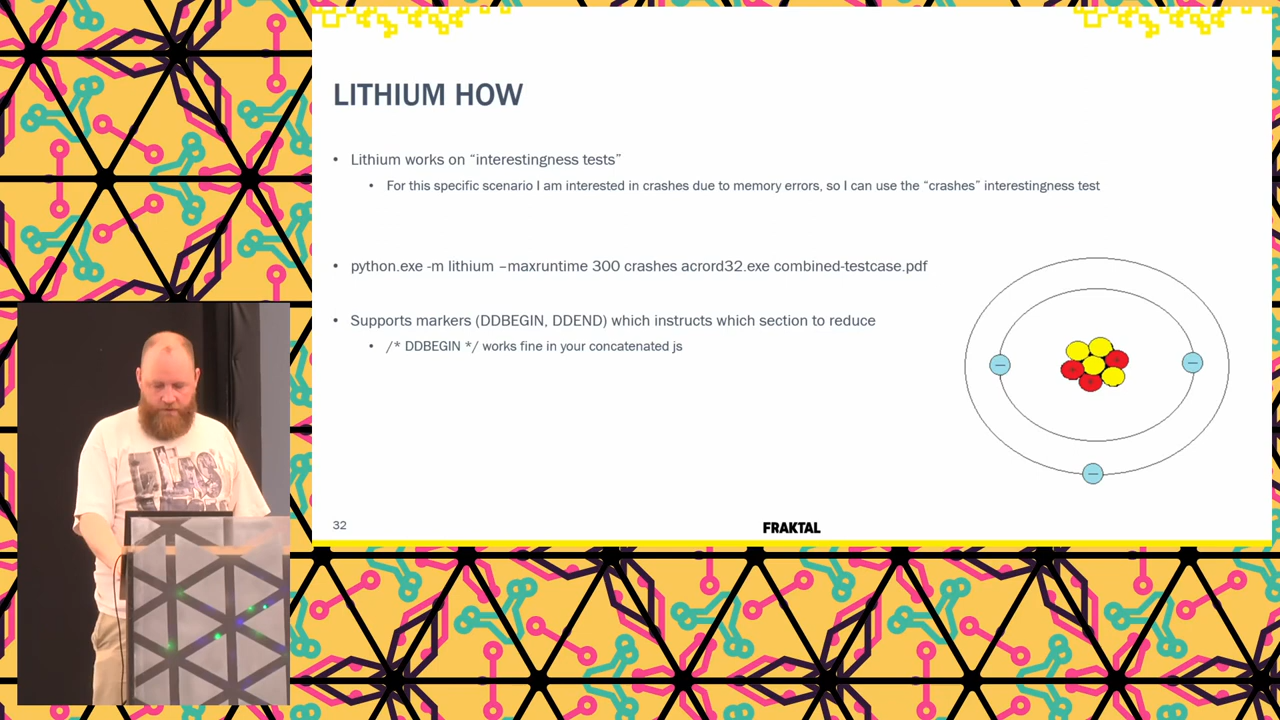 LITHIUM HOW
• Lithium works on “interestingness tests”
• For this specific scenario I am interested in crashes due to memory errors, so I can use the “crashes” interestingness test
• python.exe -m lithium –maxruntime 300 crashes acrord32.exe combined-testcase.pdf
• Supports markers (DDBEGIN, DDEND) which instructs which section to reduce
• /* DDBEGIN */ works fine in your concatenated js
32
FRAKTAL